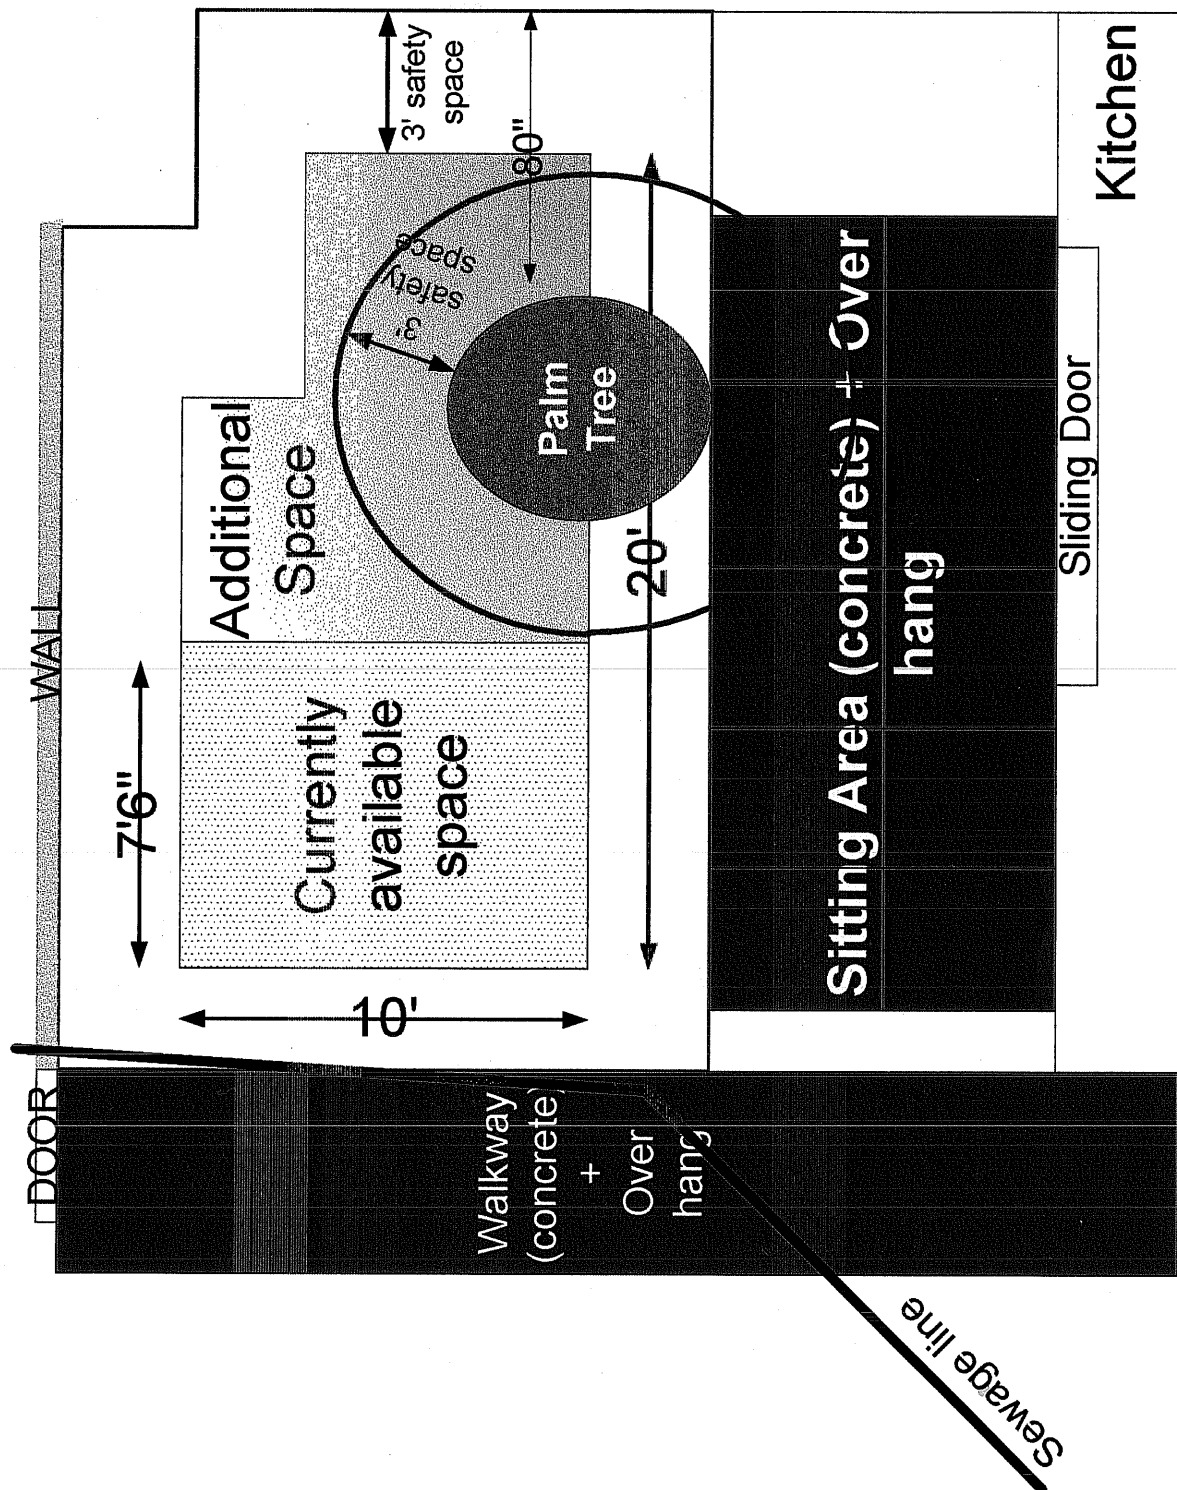 WALL
DOOR
7'6"
10'
20'
80"
3' safety
space
3'
safety
space
Additional
Space
Currently
available
space
Palm
Tree
Sitting Area (concrete) + Over
hang
Sliding Door
Kitchen
Walkway
(concrete)
+
Over
hang
Sewage line